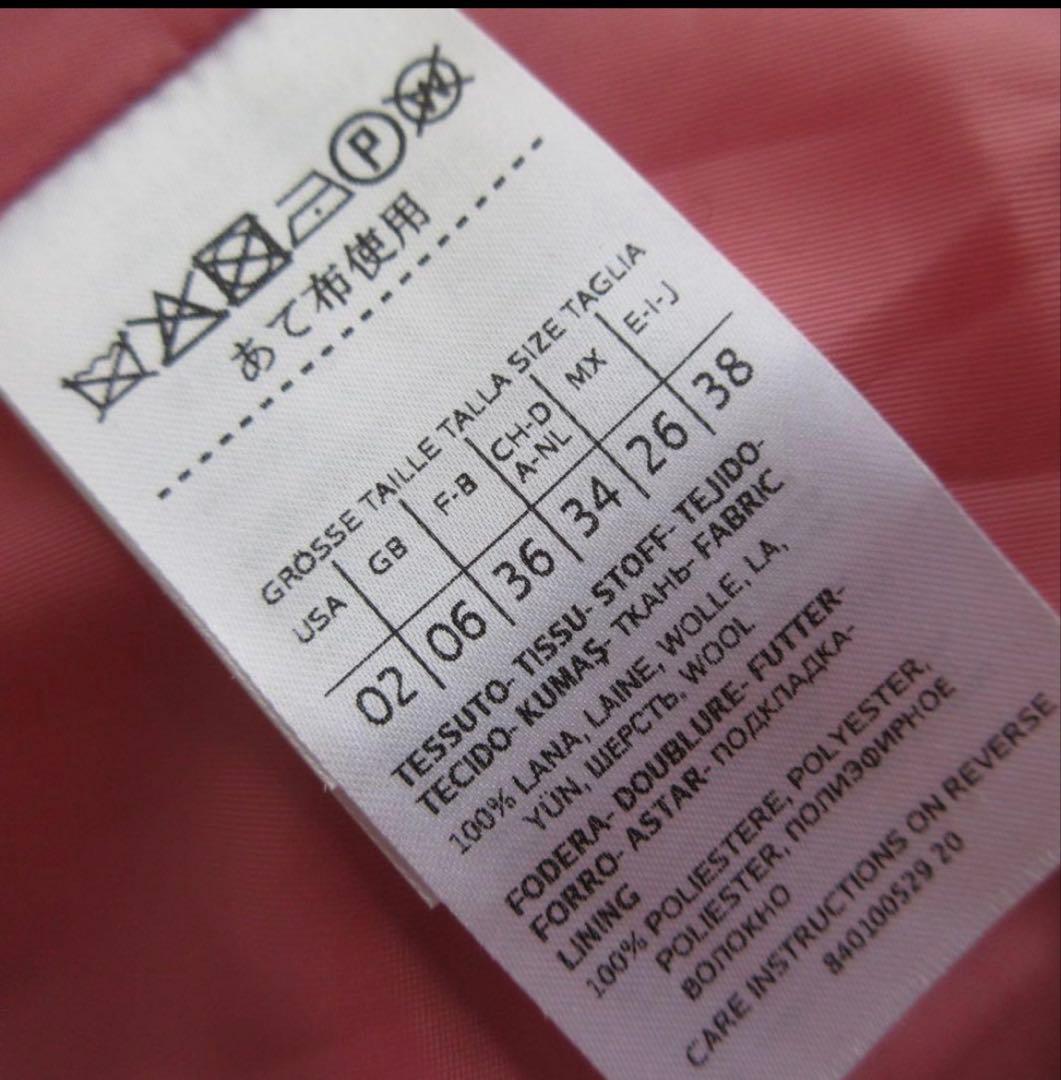 P W
あて布使用
GRÖSSE TAILLE TALLA SIZE TAGLIA
USA GB F-B CH-D A-NL MX E-I-J
02 06 36 34 26 38
TESSUTO- TISSU- STOFF- TEJIDO-
TECIDO- KUMAŞ- ТКАНЬ- FABRIC
100% LANA, LAINE, WOLLE, LA, LANA,
YÜN, ШЕРСТЬ, WOOL
FODERA- DOUBLURE- FUTTER-
FORRO- ASTAR- ПОДКЛАДКА-
LINING
100% POLIESTERE, POLYESTER,
POLIESTER, ПОЛИЭФИРНОЕ
ВОЛОКНО
CARE INSTRUCTIONS ON REVERSE
840100529 20